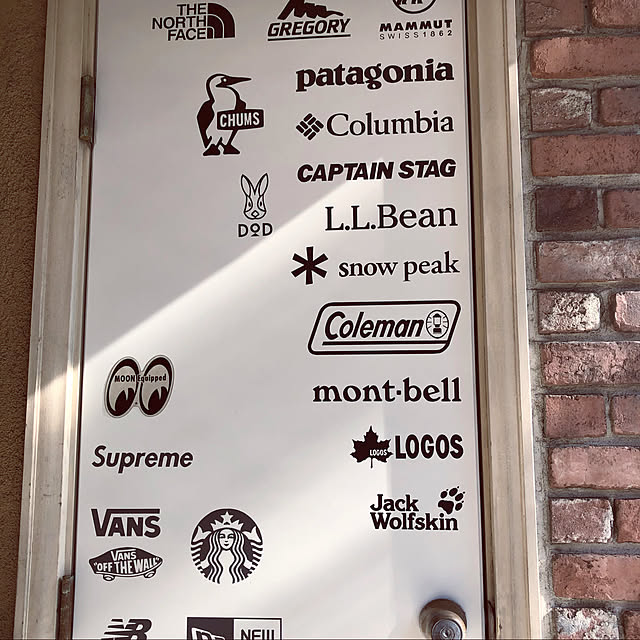 THE
NORTH
FACE
GREGORY
MAMMUT
SWISS 1862
patagonia
CHUMS
Columbia
CAPTAIN STAG
DOD
L.L.Bean
snow peak
Coleman
MOON Equipped
mont·bell
Supreme
LOGOS LOGOS
Jack
Wolfskin
VANS
VANS
"OFF THE WALL"
NEW